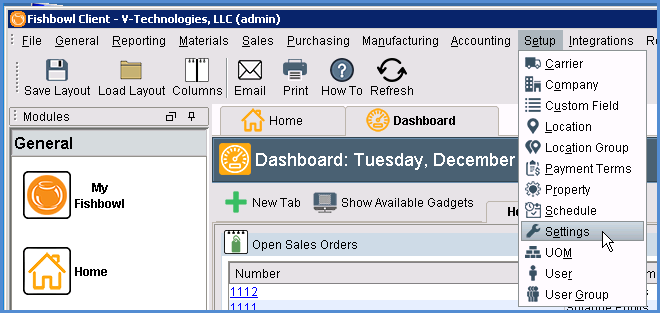 Fishbowl Client - V-Technologies, LLC (admin)
File General Reporting Materials Sales Purchasing Manufacturing Accounting Setup Integrations
Save Layout Load Layout Columns Email Print How To Refresh
Modules
General
My
Fishbowl
Home
Home Dashboard
Dashboard: Tuesday, December
New Tab Show Available Gadgets
Open Sales Orders
Number
1112
1111
Carrier
Company
Custom Field
Location
Location Group
Payment Terms
Property
Schedule
Settings
UOM
User
User Group